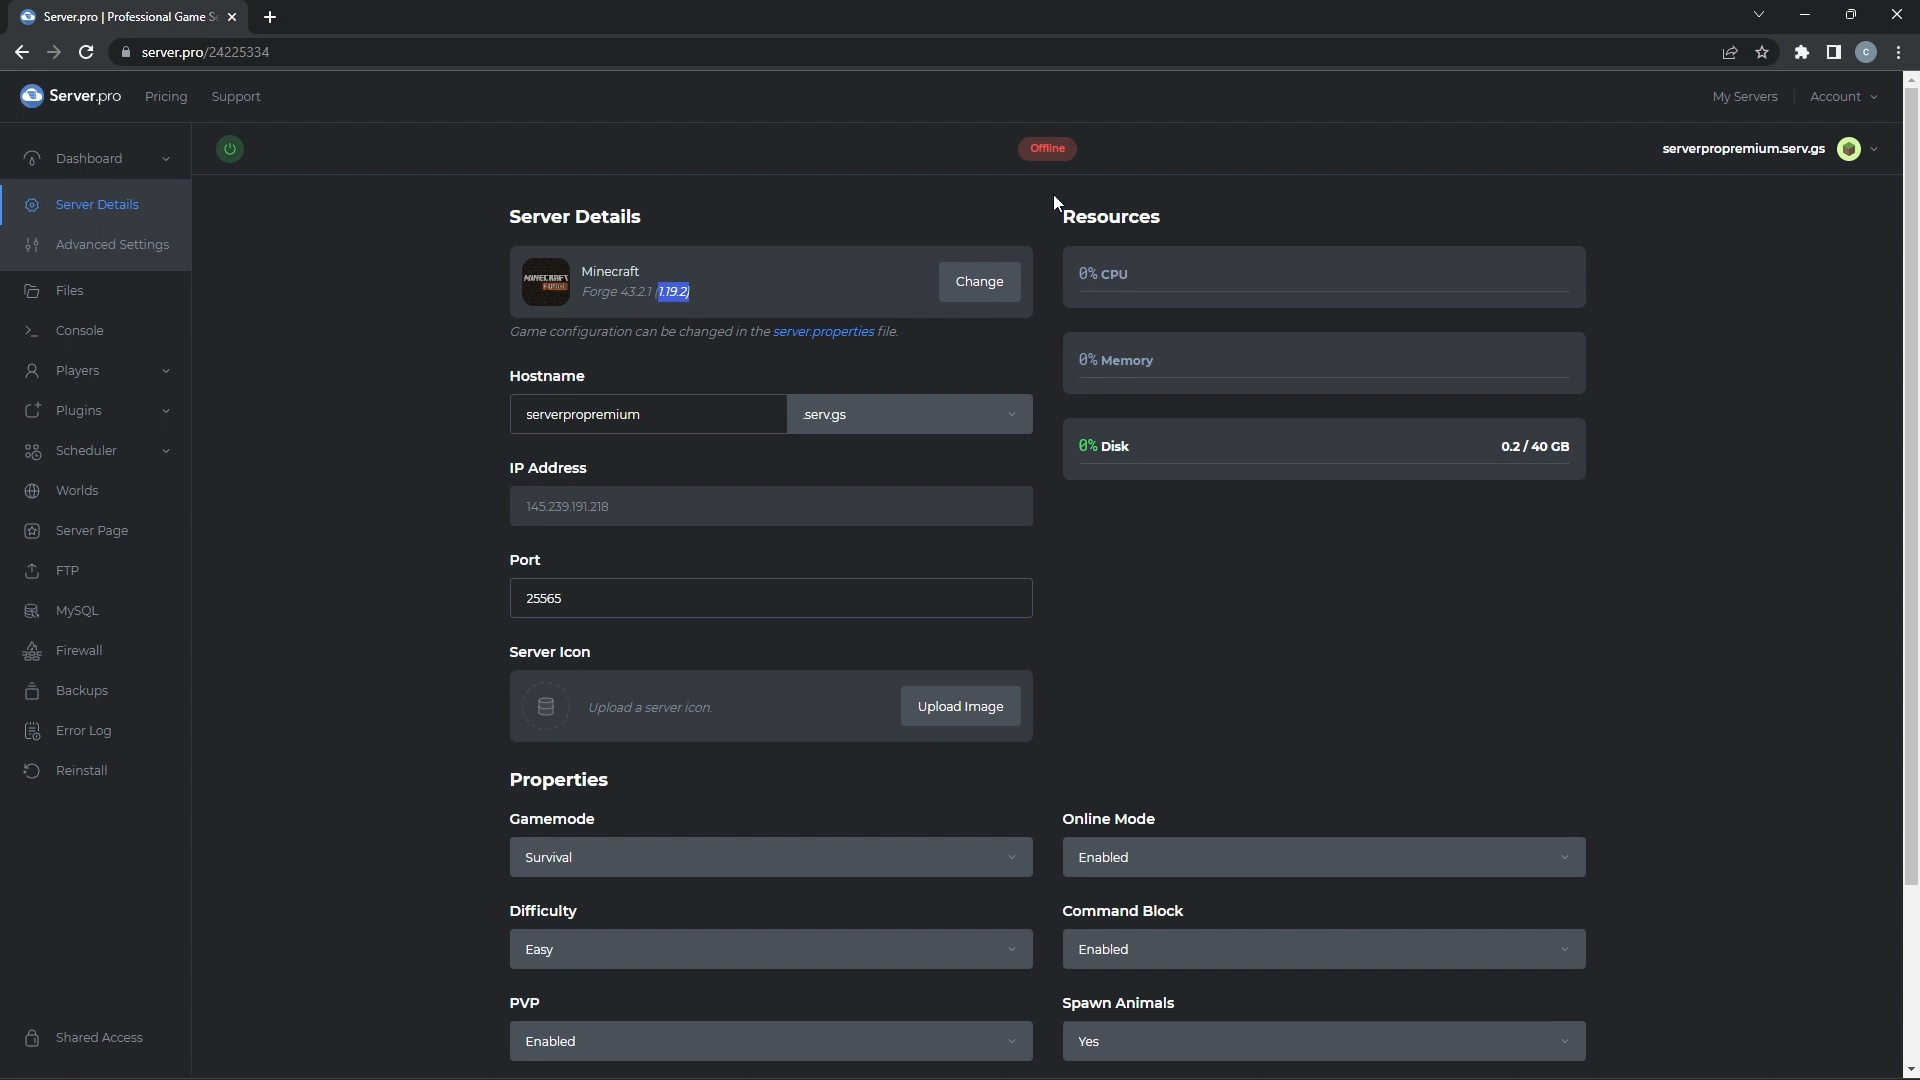 Server.pro | Professional Game S
server.pro/24225334
C
Server.pro
Pricing
Support
My Servers
Account
Dashboard
Offline
serverpropremium.serv.gs
Server Details
Advanced Settings
Files
Console
Players
Plugins
Scheduler
Worlds
Server Page
FTP
MySQL
Firewall
Backups
Error Log
Reinstall
Shared Access
Server Details
MINECRAFT
Minecraft
Forge 43.2.1 (1.19.2)
Change
Game configuration can be changed in the server.properties file.
Hostname
serverpropremium
.serv.gs
IP Address
145.239.191.218
Port
25565
Server Icon
Upload a server icon.
Upload Image
Resources
0% CPU
0% Memory
0% Disk
0.2 / 40 GB
Properties
Gamemode
Survival
Online Mode
Enabled
Difficulty
Easy
Command Block
Enabled
PVP
Enabled
Spawn Animals
Yes